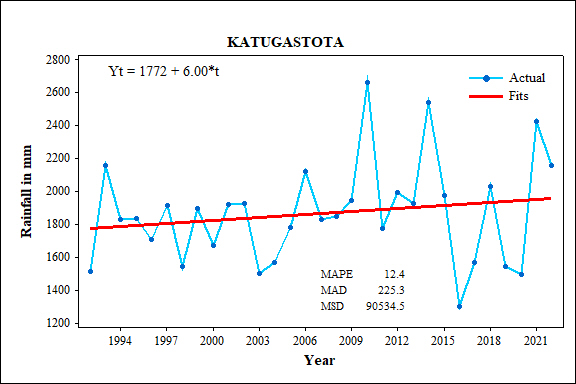 KATUGASTOTA
Yt = 1772 + 6.00*t
Actual
Fits
Rainfall in mm
2800
2600
2400
2200
2000
1800
1600
1400
1200
MAPE 12.4
MAD 225.3
MSD 90534.5
1994 1997 2000 2003 2006 2009 2012 2015 2018 2021
Year